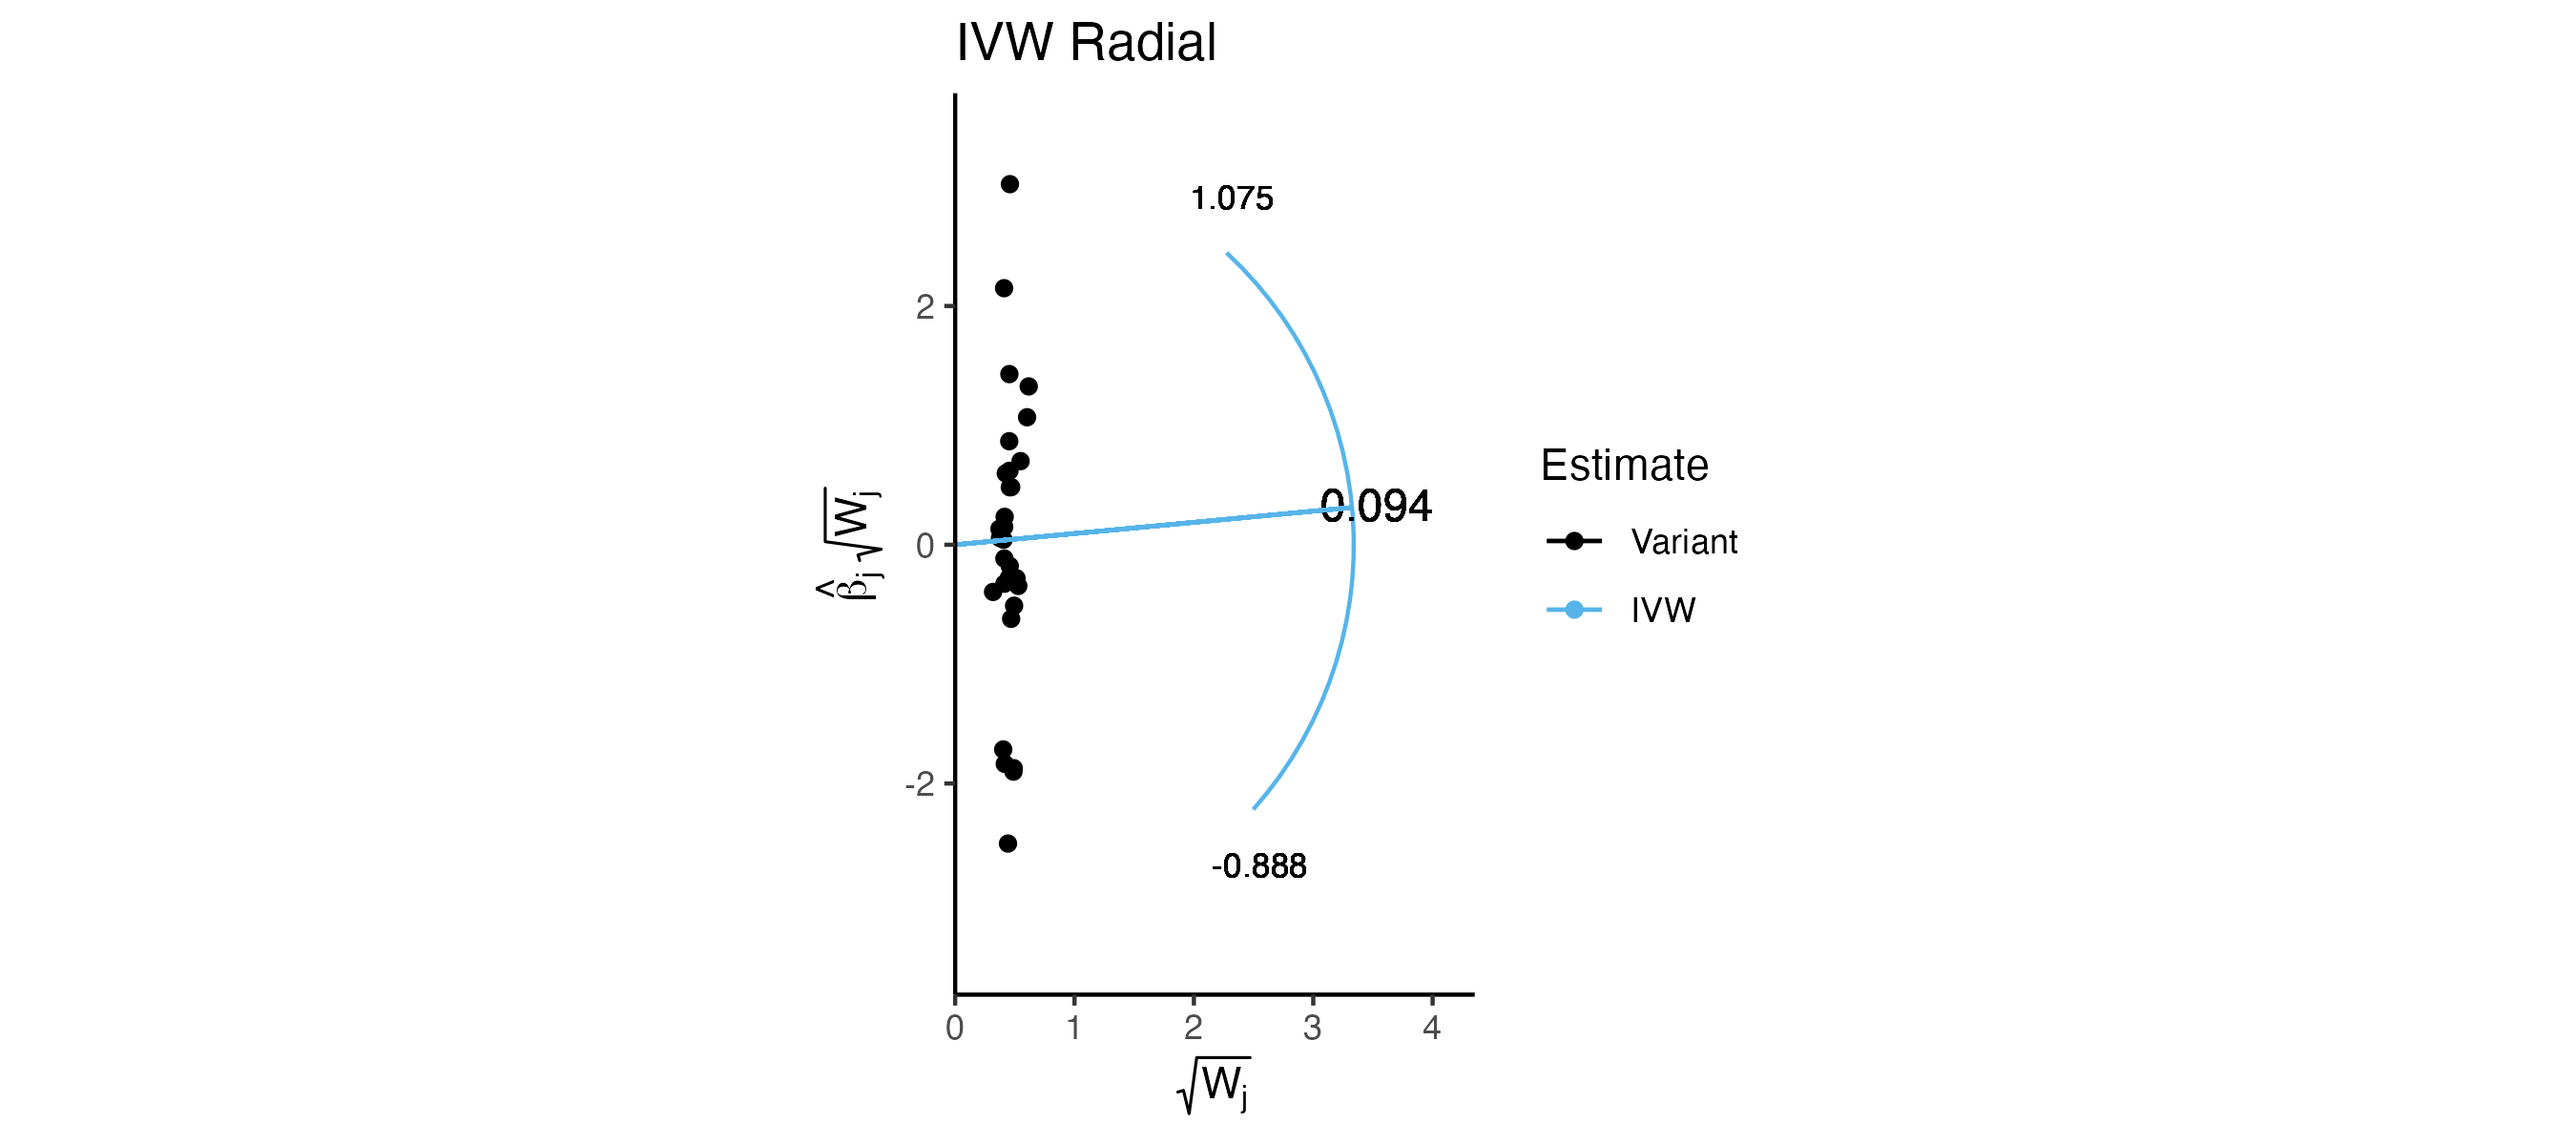 IVW Radial
1.075
2
0.094
0
-2
-0.888
β̂j√Wj
0 1 2 3 4
√Wj
Estimate
Variant
IVW